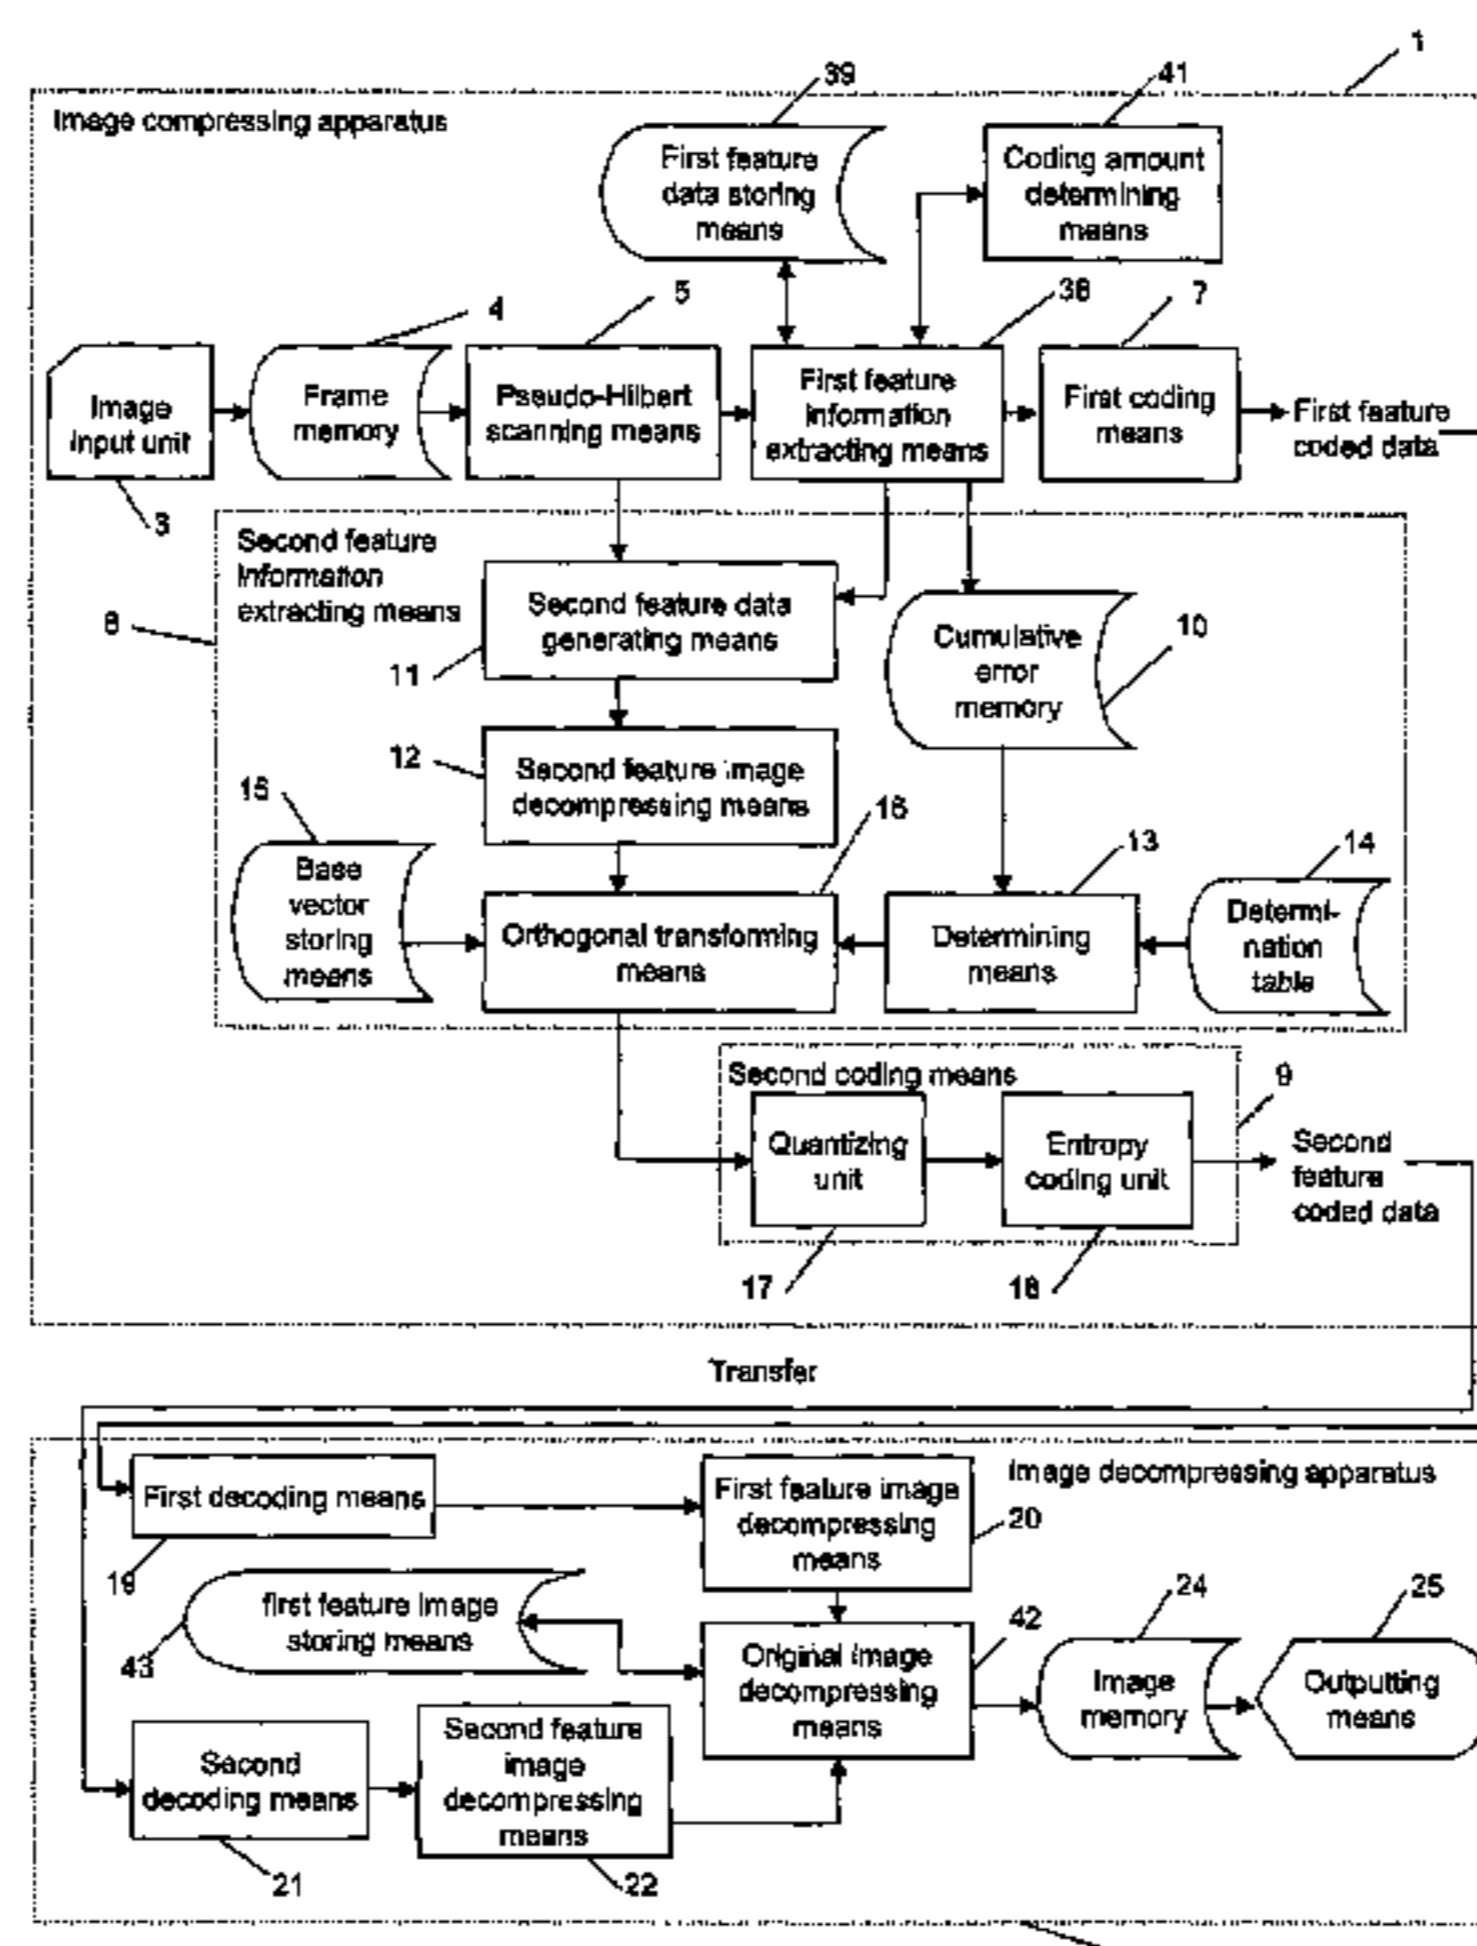 1
39
41
Image compressing apparatus
First feature
data storing
means
Coding amount
determining
means
4
5
38
7
Image
input unit
Frame
memory
Pseudo-Hilbert
scanning means
First feature
information
extracting means
First coding
means
First feature
coded data
3
Second feature
information
extracting means
8
Second feature data
generating means
11
Cumulative
error
memory
10
12
Second feature image
decompressing means
15
16
13
14
Base
vector
storing
means
Orthogonal transforming
means
Determining
means
Determi-
nation
table
Second coding means
9
Quantizing
unit
Entropy
coding unit
Second
feature
coded data
17
18
Transfer
Image decompressing apparatus
First decoding means
First feature image
decompressing
means
20
19
first feature image
storing means
43
Original image
decompressing
means
42
24
25
Image
memory
Outputting
means
Second
decoding means
Second feature
image
decompressing
means
21
22